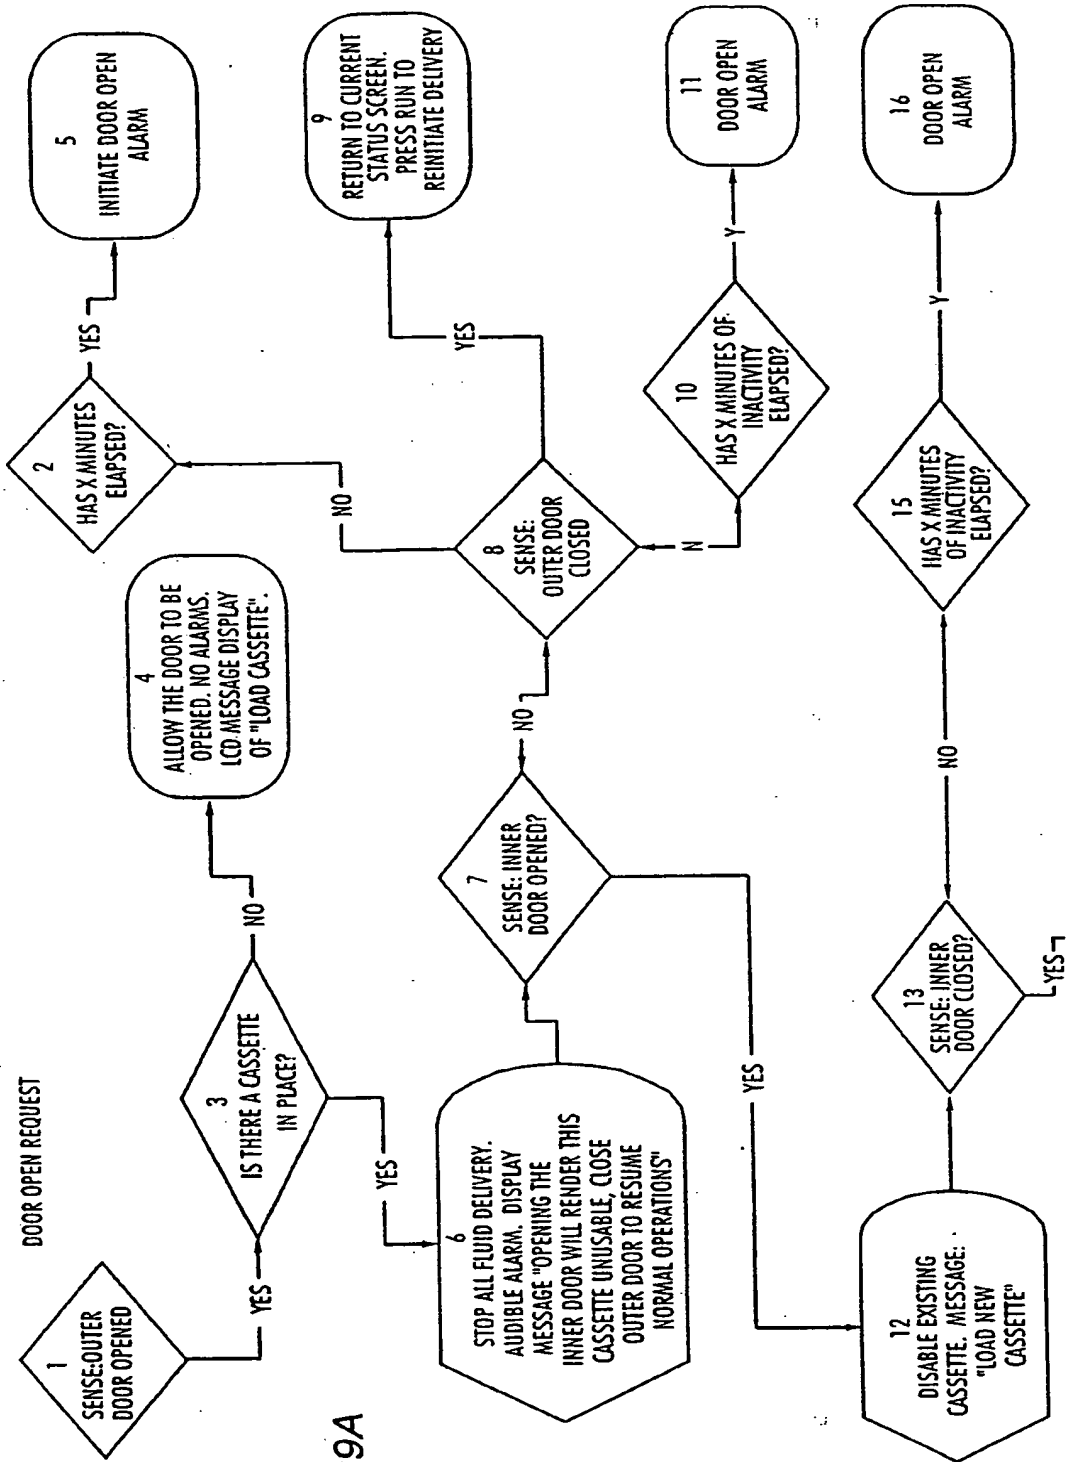 DOOR OPEN REQUEST
1
SENSE:OUTER
DOOR OPENED
YES
3
IS THERE A CASSETTE
IN PLACE?
NO
4
ALLOW THE DOOR TO BE
OPENED. NO ALARMS.
LCD MESSAGE DISPLAY
OF "LOAD CASSETTE".
2
HAS X MINUTES
ELAPSED?
YES
5
INITIATE DOOR OPEN
ALARM
YES
6
STOP ALL FLUID DELIVERY.
AUDIBLE ALARM. DISPLAY
MESSAGE "OPENING THE
INNER DOOR WILL RENDER THIS
CASSETTE UNUSABLE, CLOSE
OUTER DOOR TO RESUME
NORMAL OPERATIONS"
7
SENSE: INNER
DOOR OPENED?
NO
8
SENSE:
OUTER DOOR
CLOSED
NO
YES
9
RETURN TO CURRENT
STATUS SCREEN.
PRESS RUN TO
REINITIATE DELIVERY
N
10
HAS X MINUTES OF
INACTIVITY
ELAPSED?
Y
11
DOOR OPEN
ALARM
YES
12
DISABLE EXISTING
CASSETTE. MESSAGE:
"LOAD NEW
CASSETTE"
13
SENSE: INNER
DOOR CLOSED?
YES
NO
15
HAS X MINUTES
OF INACTIVITY
ELAPSED?
Y
16
DOOR OPEN
ALARM
9A